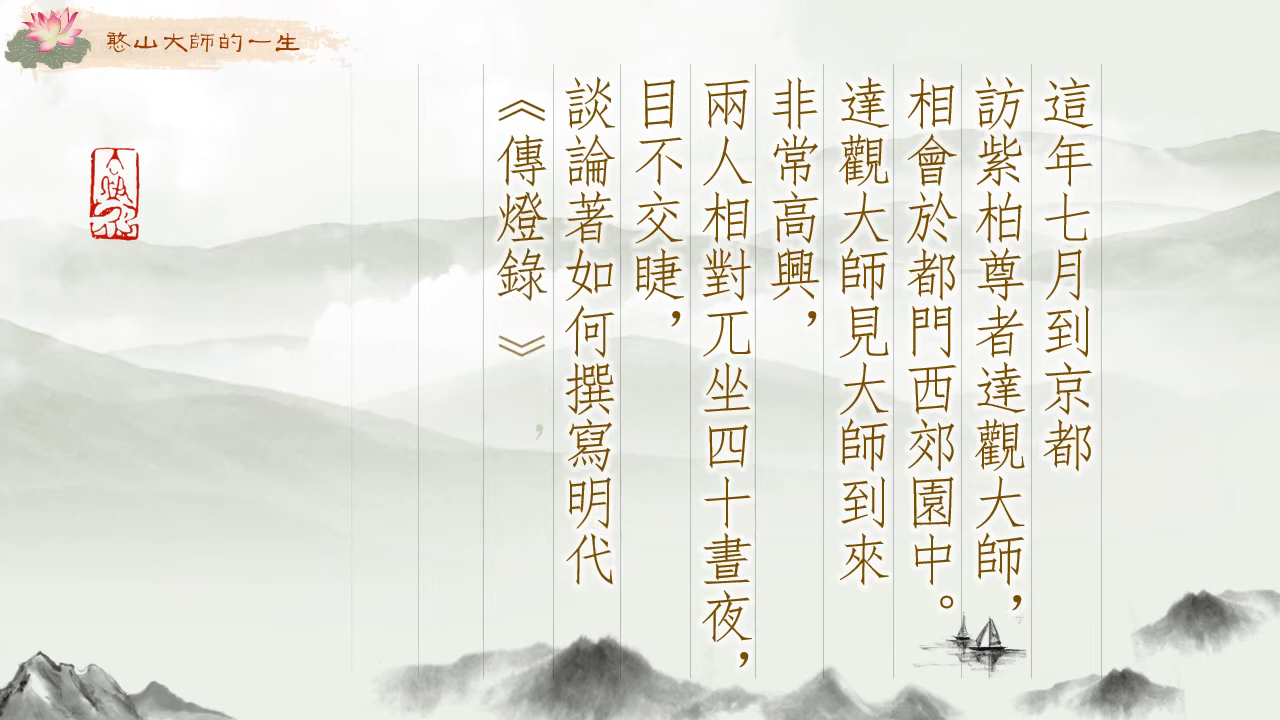 憨山大師的一生
這年七月到京都
訪紫柏尊者達觀大師，
相會於都門西郊園中。
達觀大師見大師到來
非常高興，
兩人相對兀坐四十晝夜，
目不交睫，
談論著如何撰寫明代
《傳燈錄》，